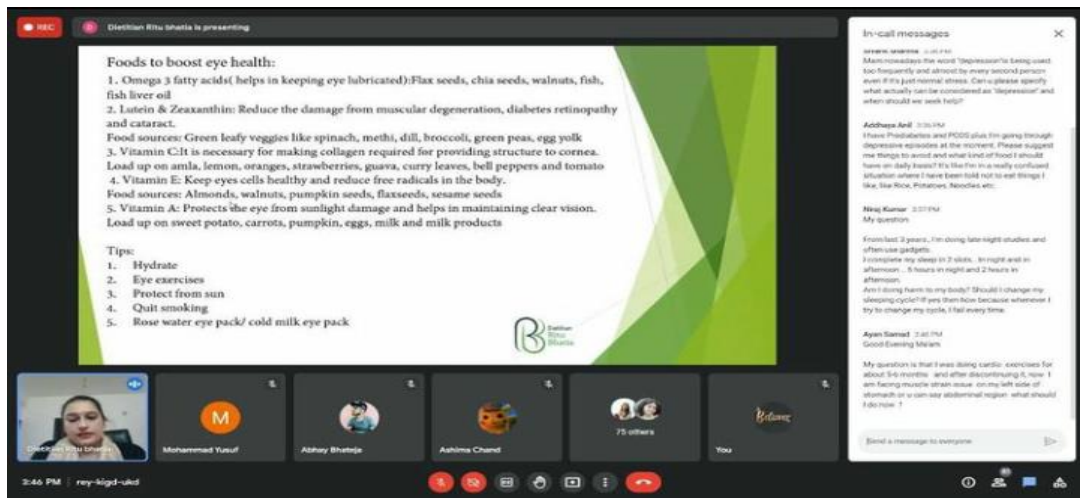 REC
Dietitian Ritu bhatia is presenting
Foods to boost eye health:
1. Omega 3 fatty acids( helps in keeping eye lubricated):Flax seeds, chia seeds, walnuts, fish,
fish liver oil
2. Lutein & Zeaxanthin: Reduce the damage from muscular degeneration, diabetes retinopathy
and cataract.
Food sources: Green leafy veggies like spinach, methi, dill, broccoli, green peas, egg yolk
3. Vitamin C:It is necessary for making collagen required for providing structure to cornea.
Load up on amla, lemon, oranges, strawberries, guava, curry leaves, bell peppers and tomato
4. Vitamin E: Keep eyes cells healthy and reduce free radicals in the body.
Food sources: Almonds, walnuts, pumpkin seeds, flaxseeds, sesame seeds
5. Vitamin A: Protects the eye from sunlight damage and helps in maintaining clear vision.
Load up on sweet potato, carrots, pumpkin, eggs, milk and milk products
Tips:
1. Hydrate
2. Eye exercises
3. Protect from sun
4. Quit smoking
5. Rose water eye pack/ cold milk eye pack
Dietitian
Ritu
Bhatia
In-call messages
Mam nowadays the word "depression"is being used
too frequently and almost by every second person
even if it's just normal stress. Can u please specify
what actually can be considered as "depression" and
when should we seek help?
Addhaya Anil 3:36 PM
I have Prediabetes and PCOS plus I'm going through
depressive episodes at the moment. Please suggest
me things to avoid and what kind of food I should
have on daily basis? It's like I'm in a really confused
situation where I have been told not to eat things I
like, like Rice, Potatoes, Noodles etc.
Niraj Kumar 3:37 PM
My question
From last 3 years, I'm doing late night studies and
often use gadgets.
I complete my sleep in 2 slots.. In night and in
afternoon .. 5 hours in night and 2 hours in
afternoon.
Am I doing harm to my body? Should I change my
sleeping cycle? If yes then how because whenever I
try to change my cycle, I fail every time.
Ayan Samad 3:40 PM
Good Evening Ma'am
My question is that I was doing cardio exercises for
about 5-6 months and after discontinuing it, now I
am facing muscle strain issue on my left side of
stomach or u can say abdominal region what should
I do now ?
Send a message to everyone
Dietitian Ritu bhatia
M
Mohammad Yusuf
Abhay Bhateja
Ashima Chand
75 others
You
3:46 PM | rey-kigd-ukd